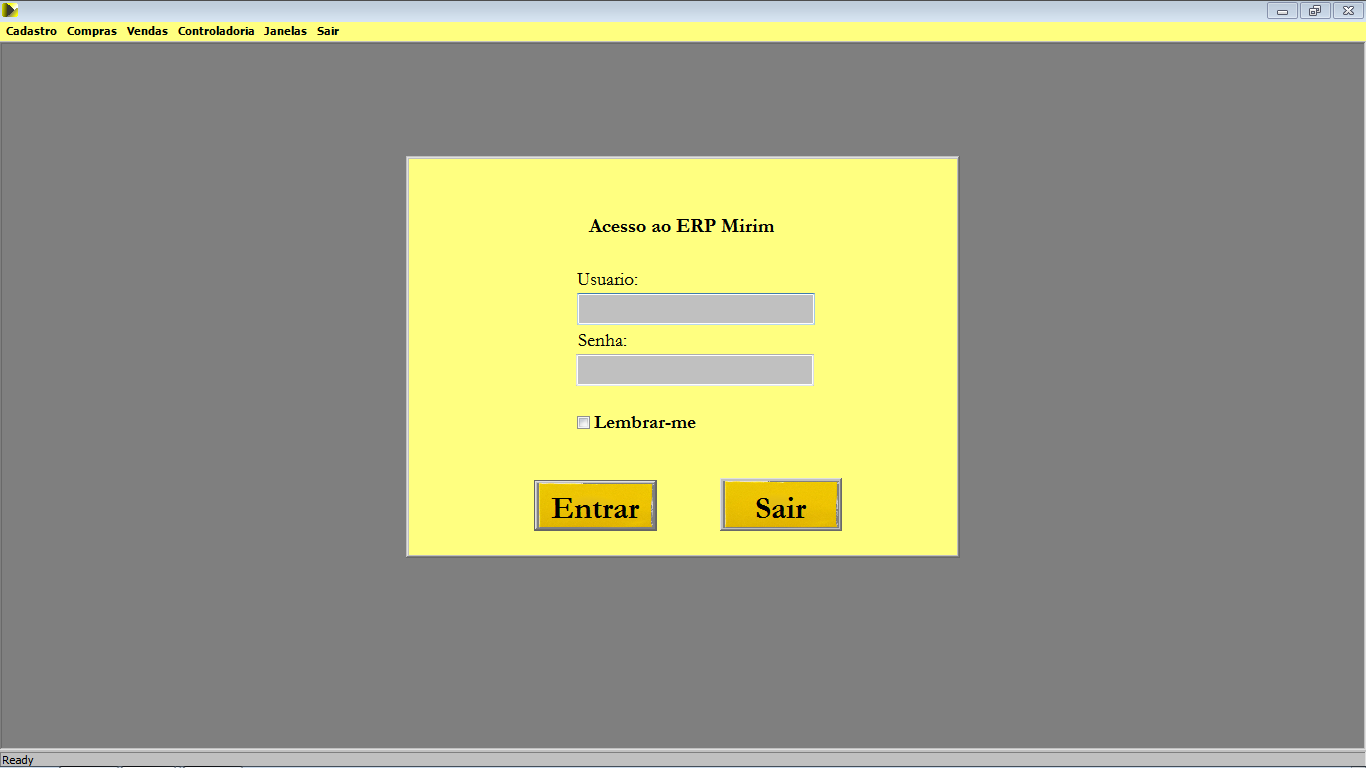 Cadastro Compras Vendas Controladoria Janelas Sair
Acesso ao ERP Mirim
Usuario:
Senha:
Lembrar-me
Entrar Sair
Ready